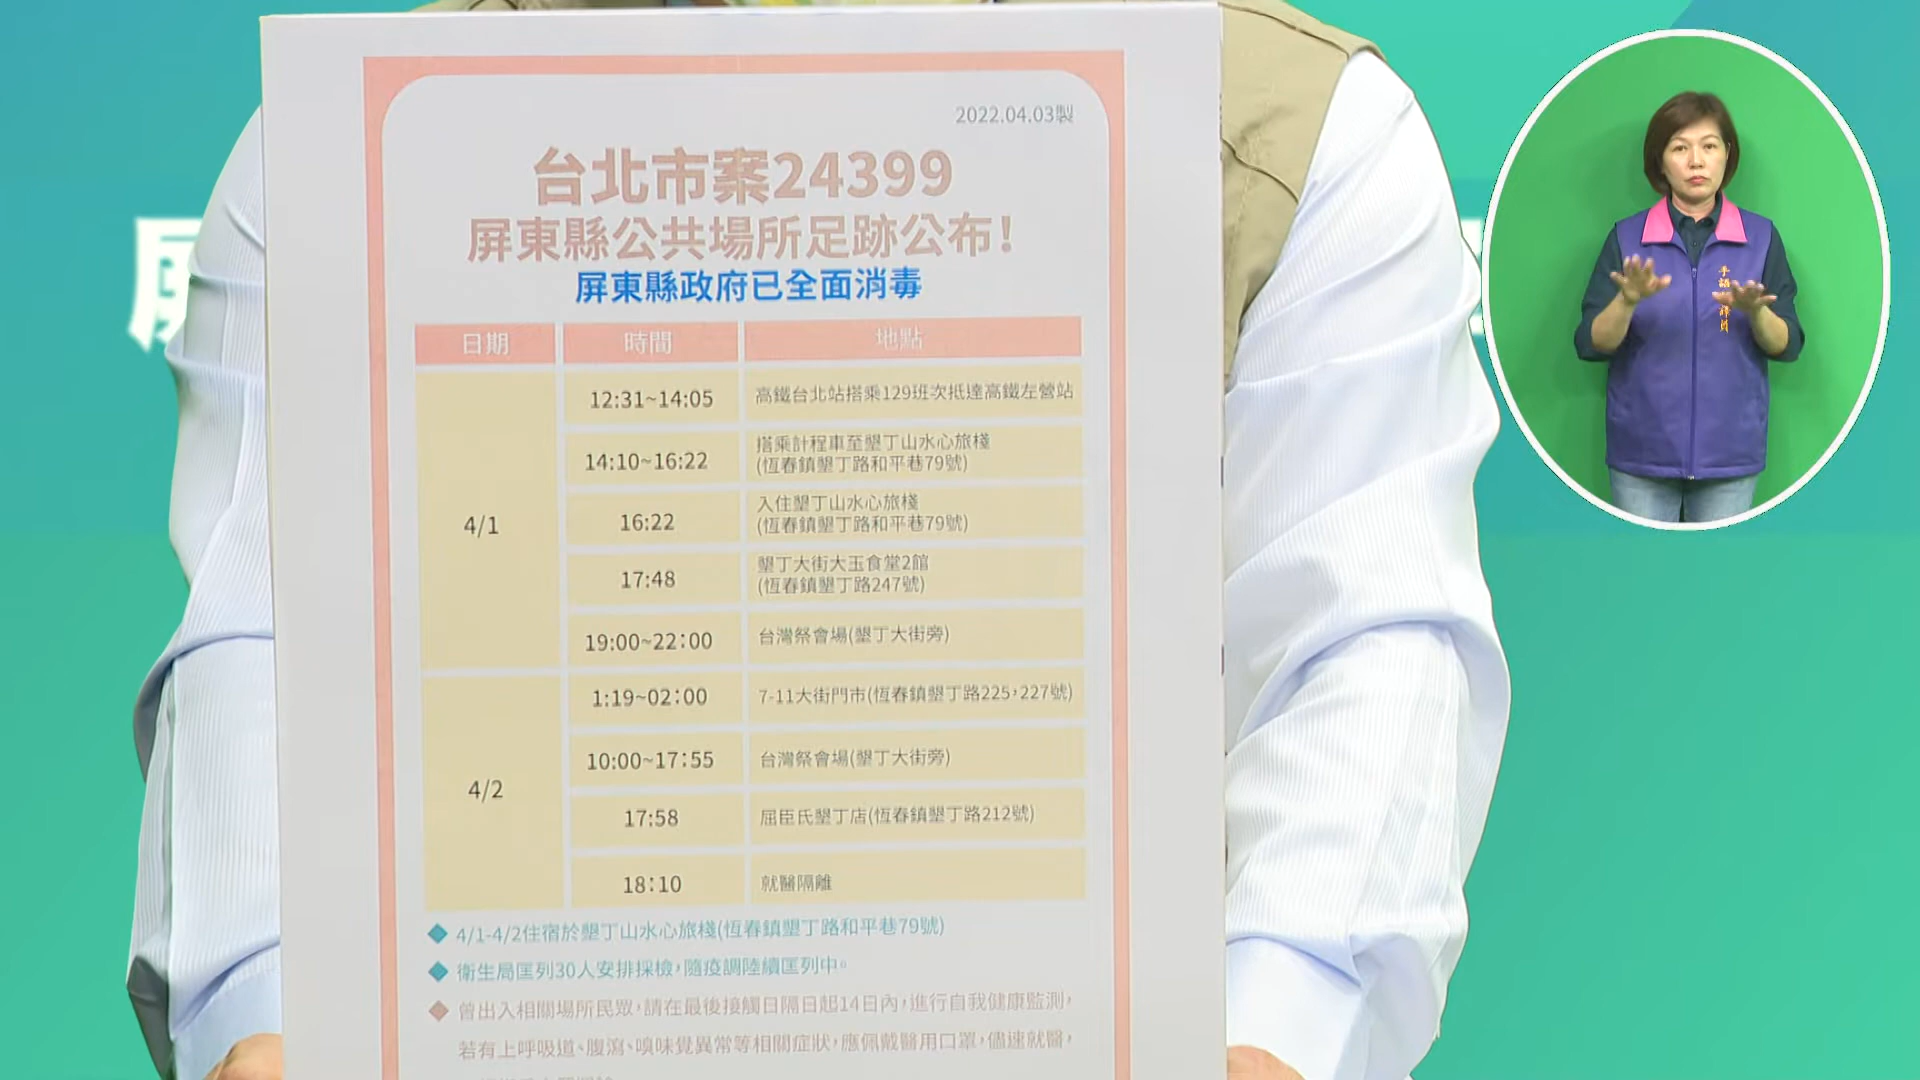 2022.04.03製
台北市案24399
屏東縣公共場所足跡公布!
屏東縣政府已全面消毒
日期 時間 地點
4/1
12:31~14:05 高鐵台北站搭乘129班次抵達高鐵左營站
14:10~16:22 搭乘計程車至墾丁山水心旅棧
(恆春鎮墾丁路和平巷79號)
16:22 入住墾丁山水心旅棧
(恆春鎮墾丁路和平巷79號)
17:48 墾丁大街大玉食堂2館
(恆春鎮墾丁路247號)
19:00~22:00 台灣祭會場(墾丁大街旁)
4/2
1:19~02:00 7-11大街門市(恆春鎮墾丁路225,227號)
10:00~17:55 台灣祭會場(墾丁大街旁)
17:58 屈臣氏墾丁店(恆春鎮墾丁路212號)
18:10 就醫隔離
◆ 4/1-4/2住宿於墾丁山水心旅棧(恆春鎮墾丁路和平巷79號)
◆ 衛生局匡列30人安排採檢,隨疫調陸續匡列中。
◆ 曾出入相關場所民眾,請在最後接觸日隔日起14日內,進行自我健康監測,
若有上呼吸道、腹瀉、嗅味覺異常等相關症狀,應佩戴醫用口罩,儘速就醫,
手語
員